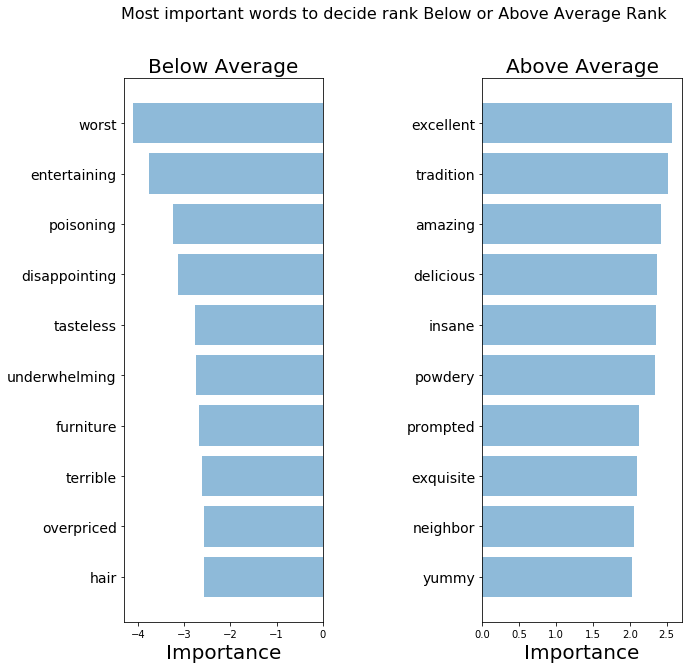 Most important words to decide rank Below or Above Average Rank
Below Average
worst
entertaining
poisoning
disappointing
tasteless
underwhelming
furniture
terrible
overpriced
hair
−4 −3 −2 −1 0
Importance
Above Average
excellent
tradition
amazing
delicious
insane
powdery
prompted
exquisite
neighbor
yummy
0.0 0.5 1.0 1.5 2.0 2.5
Importance